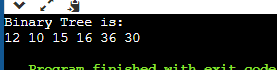 Binary Tree is:
12 10 15 16 36 30
Program finished with exit code